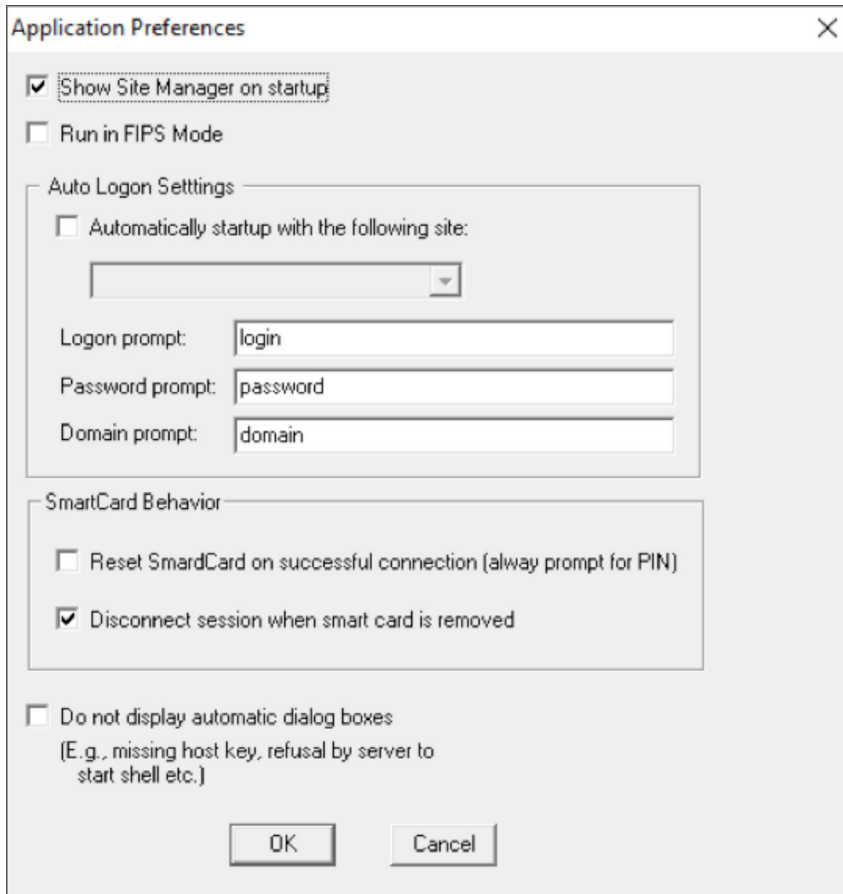 Application Preferences
Show Site Manager on startup
Run in FIPS Mode
Auto Logon Setttings
Automatically startup with the following site:
Logon prompt: login
Password prompt: password
Domain prompt: domain
SmartCard Behavior
Reset SmardCard on successful connection (alway prompt for PIN)
Disconnect session when smart card is removed
Do not display automatic dialog boxes
(E.g., missing host key, refusal by server to
start shell etc.)
OK Cancel